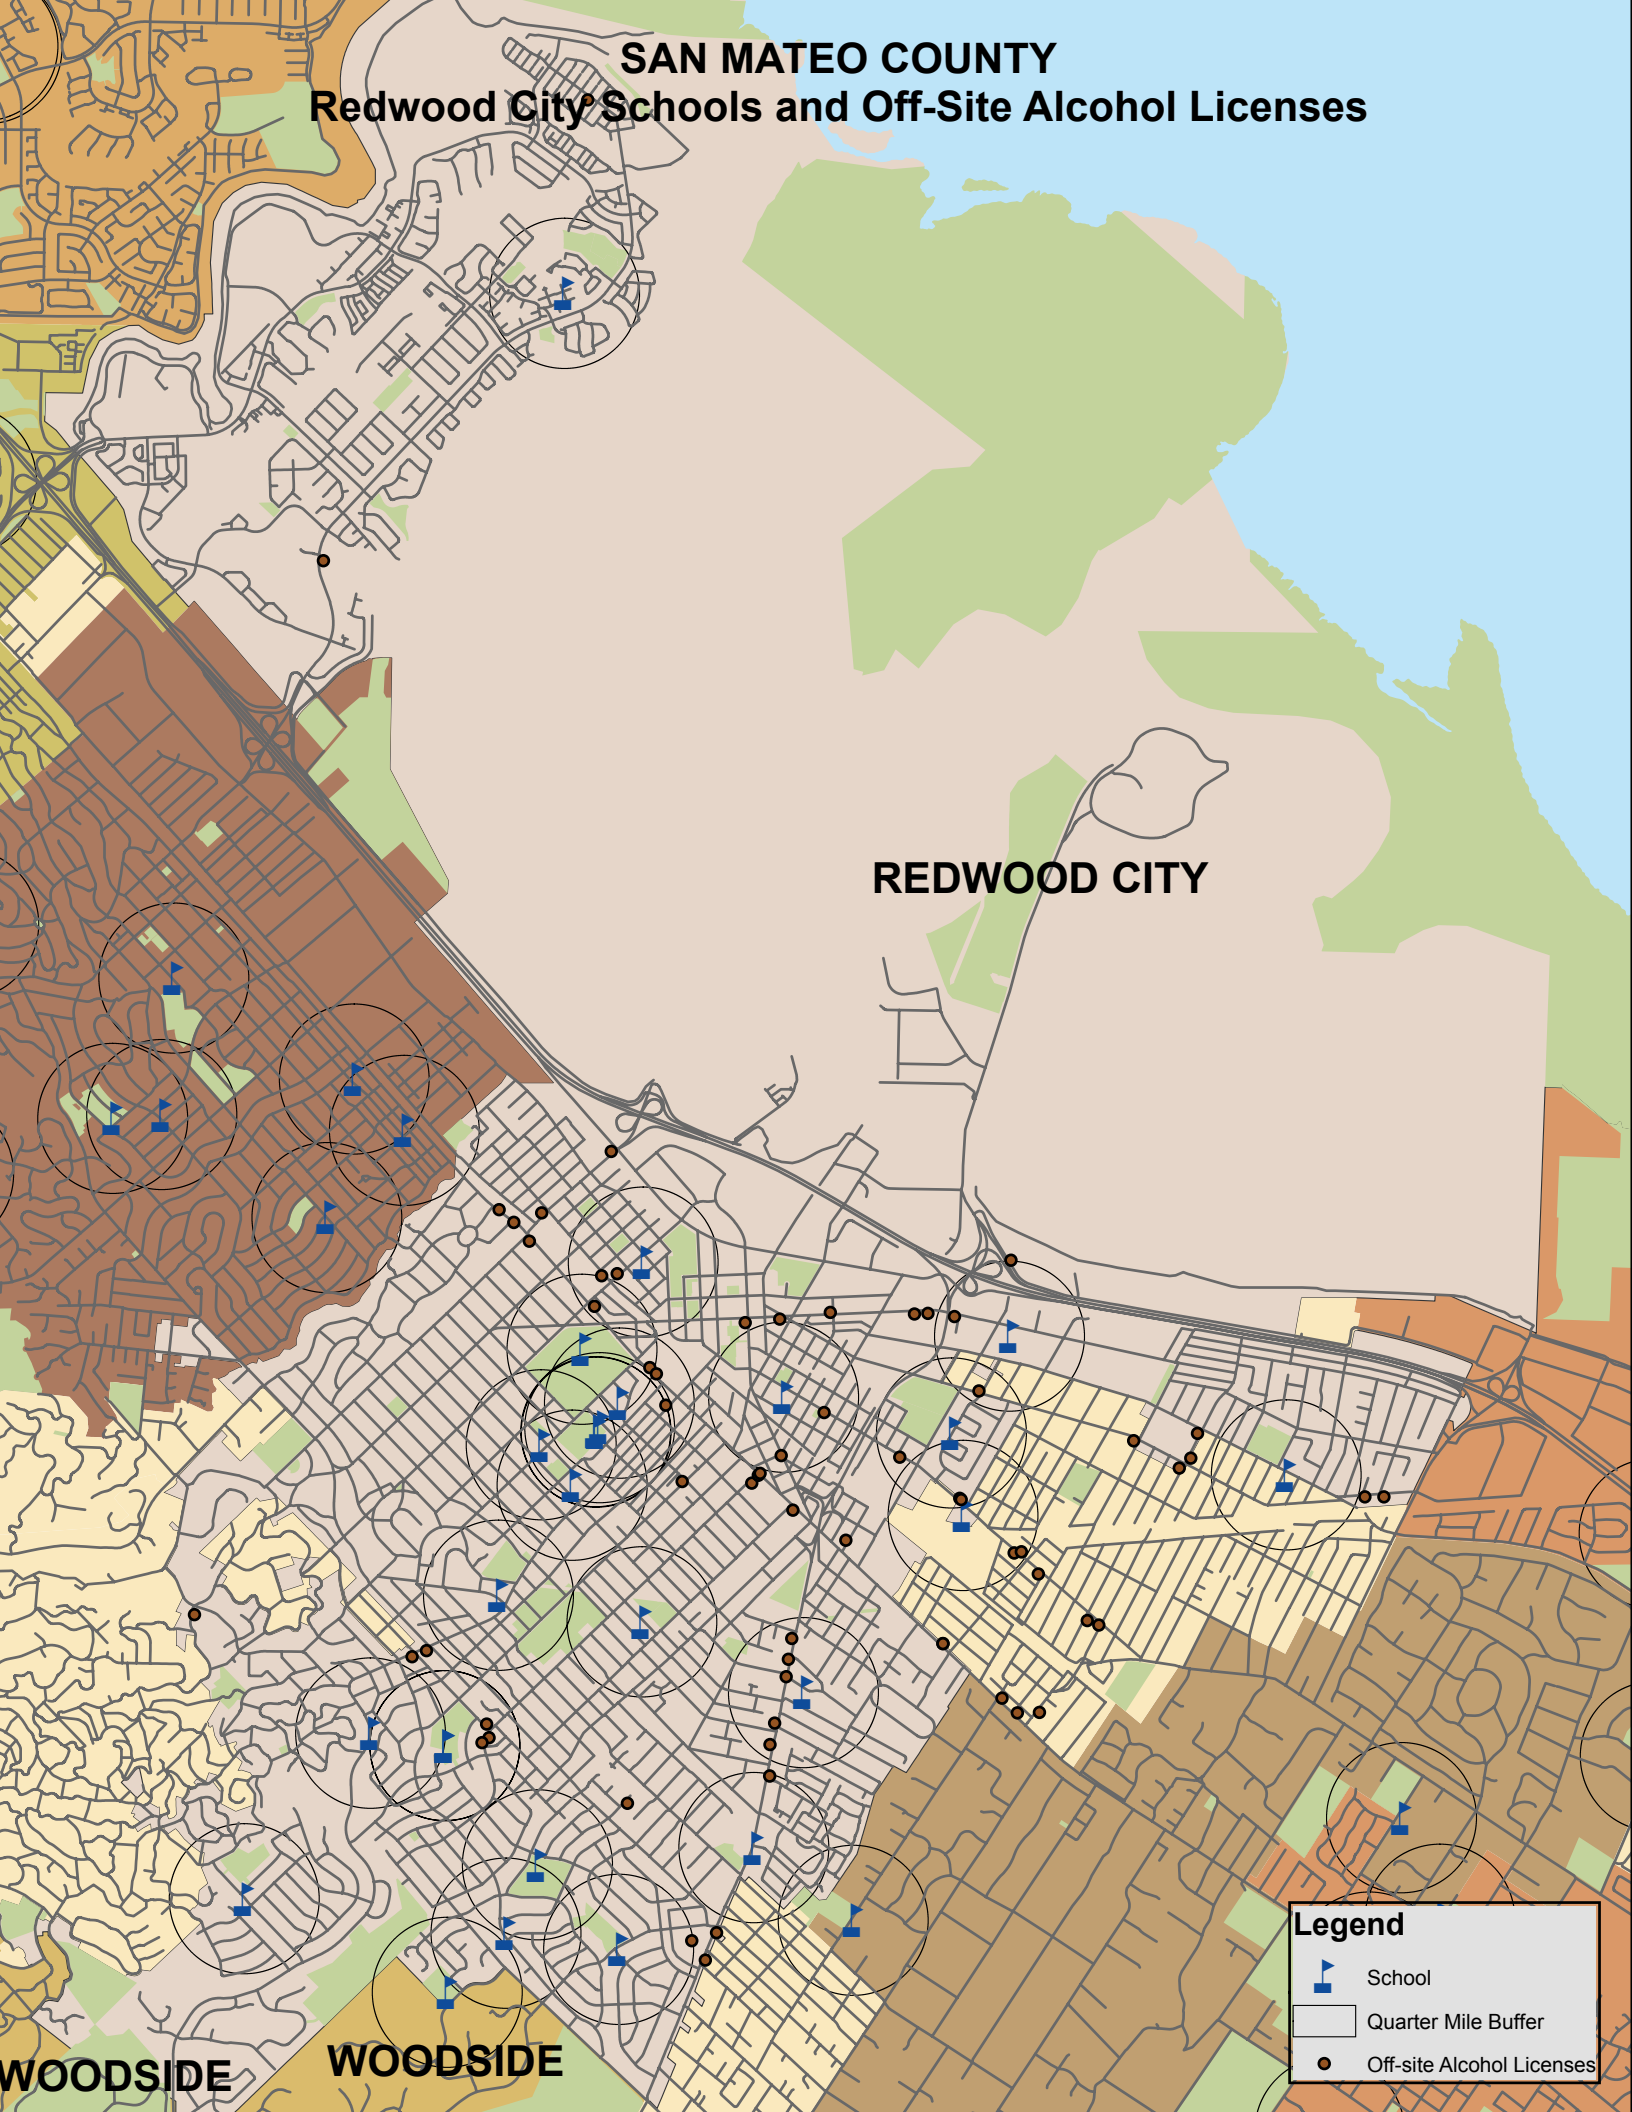 SAN MATEO COUNTY
Redwood City Schools and Off-Site Alcohol Licenses
REDWOOD CITY
WOODSIDE
WOODSIDE
Legend
School
Quarter Mile Buffer
Off-site Alcohol Licenses